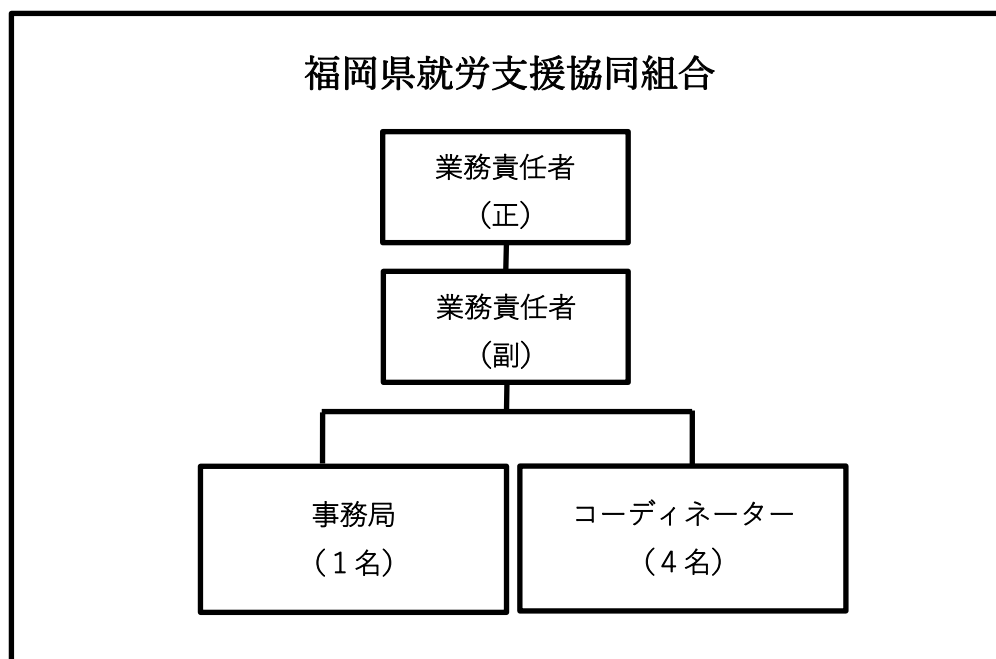 福岡県就労支援協同組合
業務責任者
（正）
業務責任者
（副）
事務局
（１名）
コーディネーター
（４名）